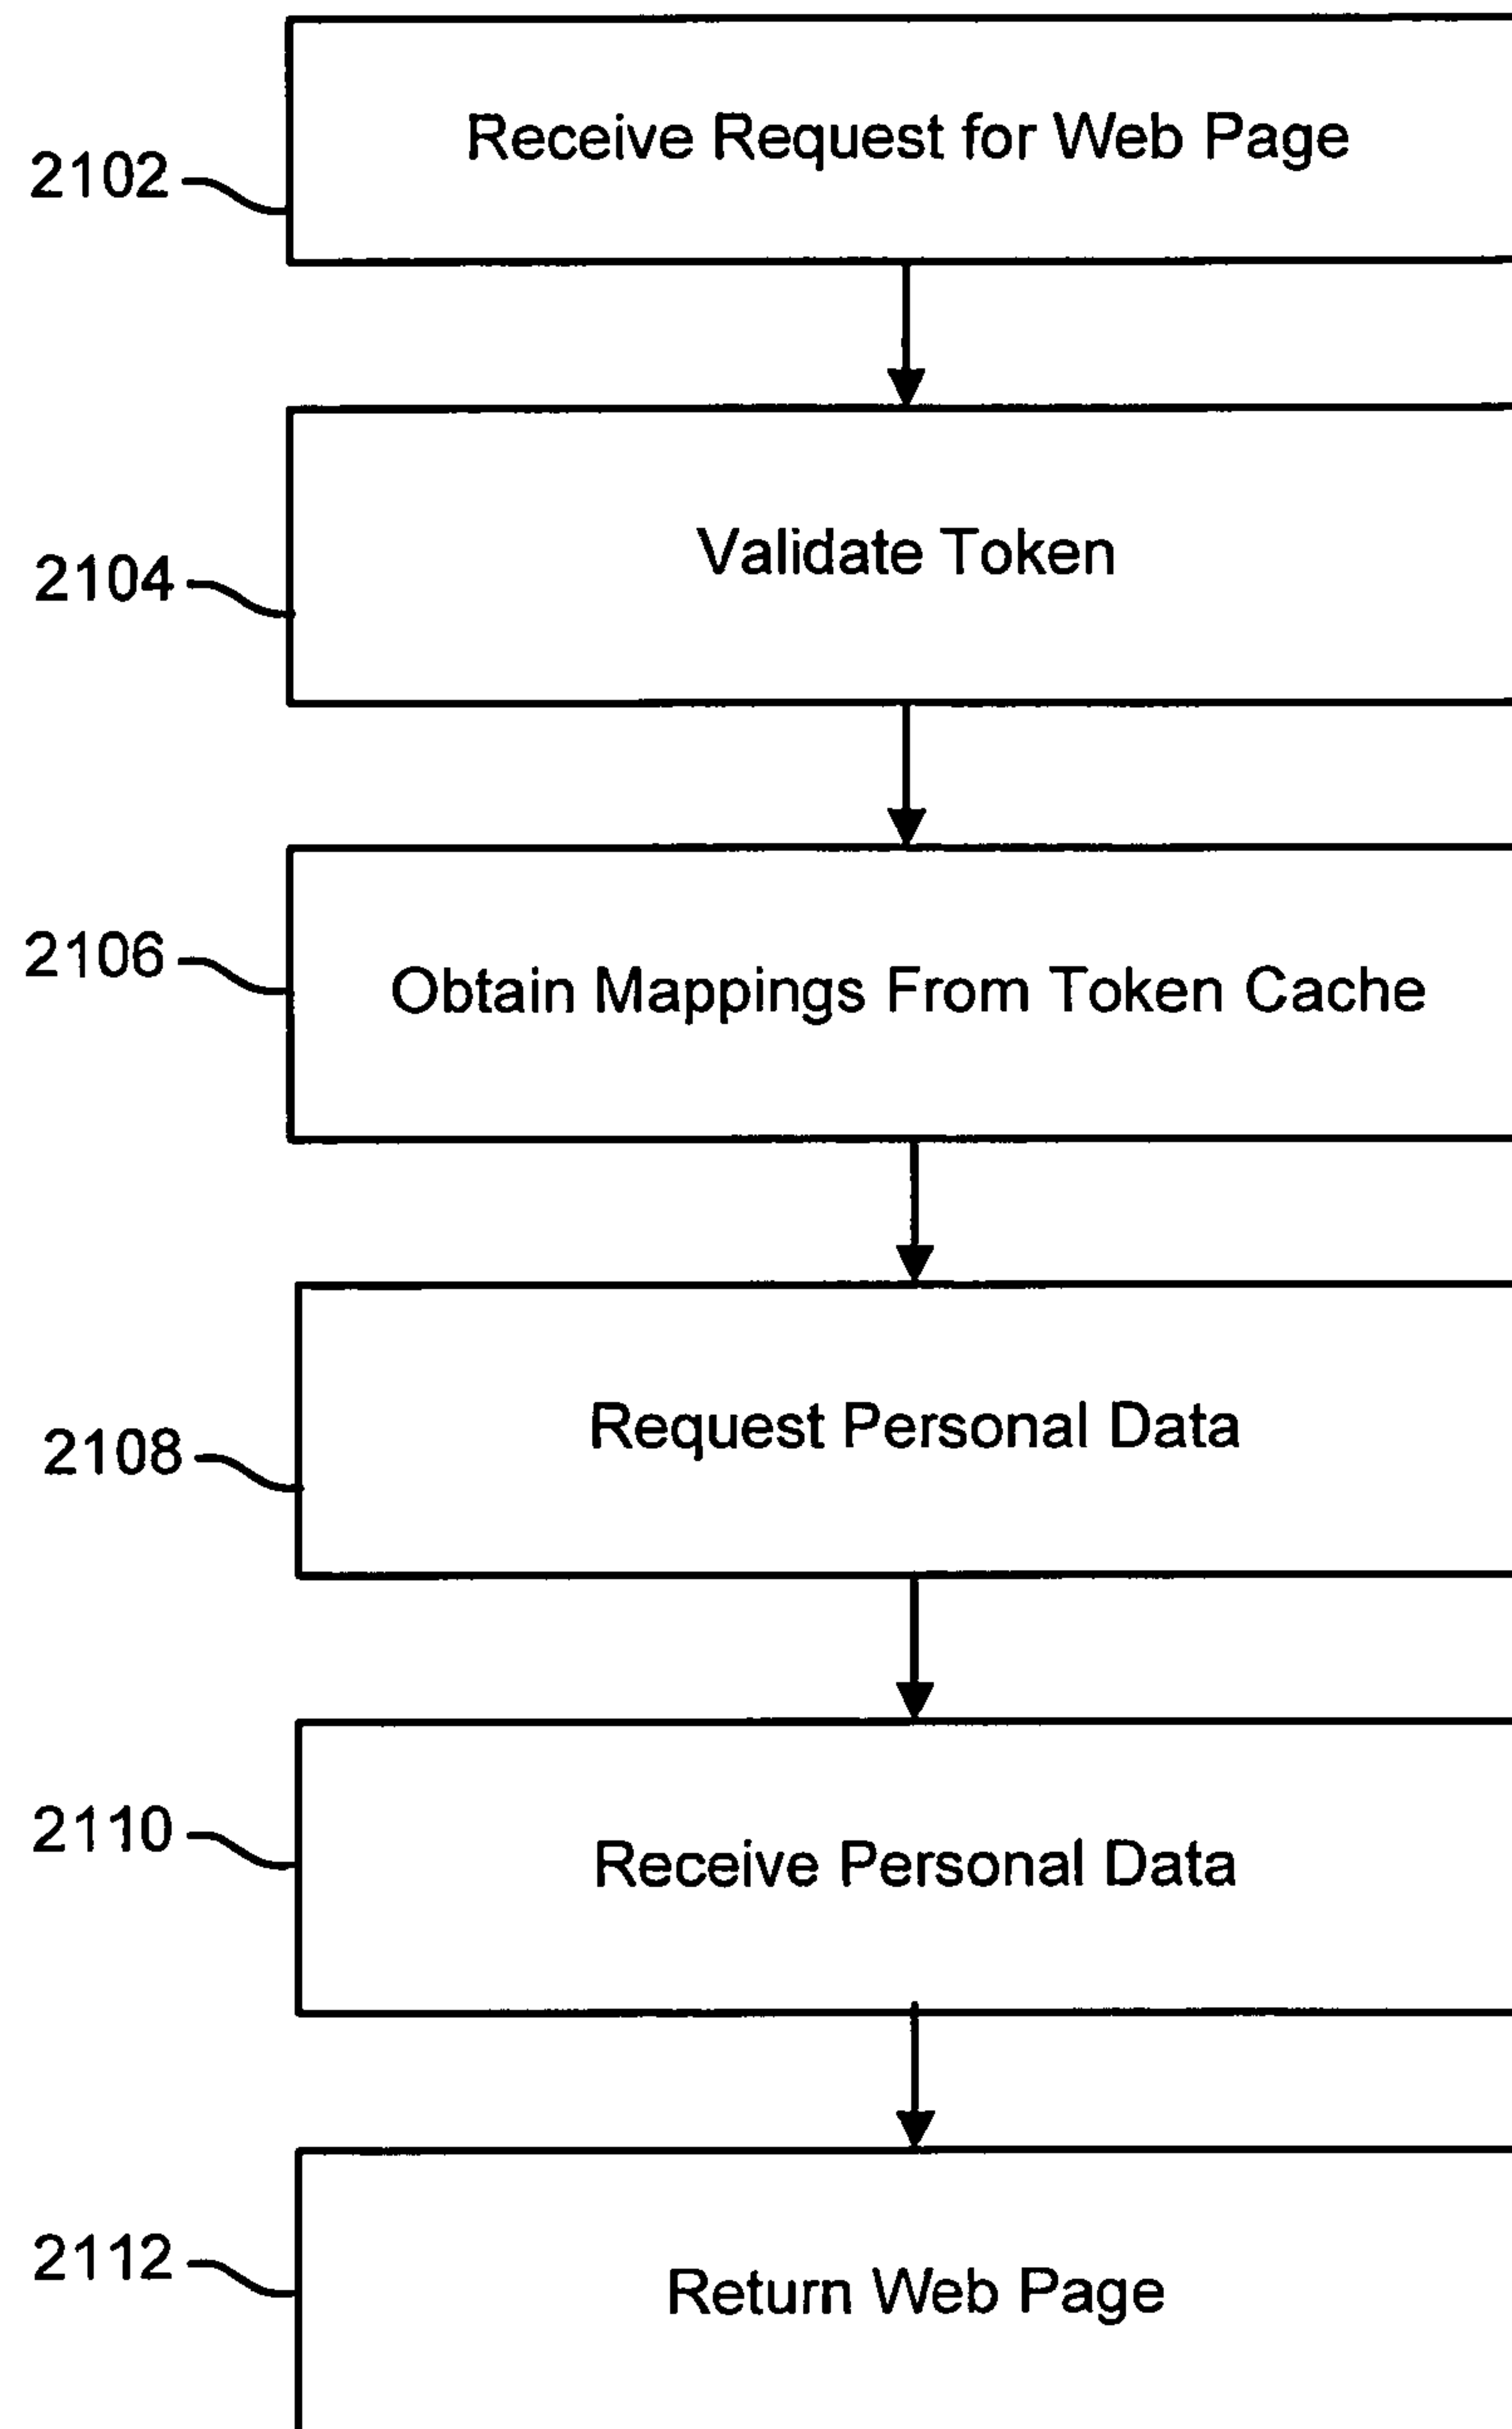 Receive Request for Web Page
2102
Validate Token
2104
2106
Obtain Mappings From Token Cache
Request Personal Data
2108
2110
Receive Personal Data
2112
Return Web Page